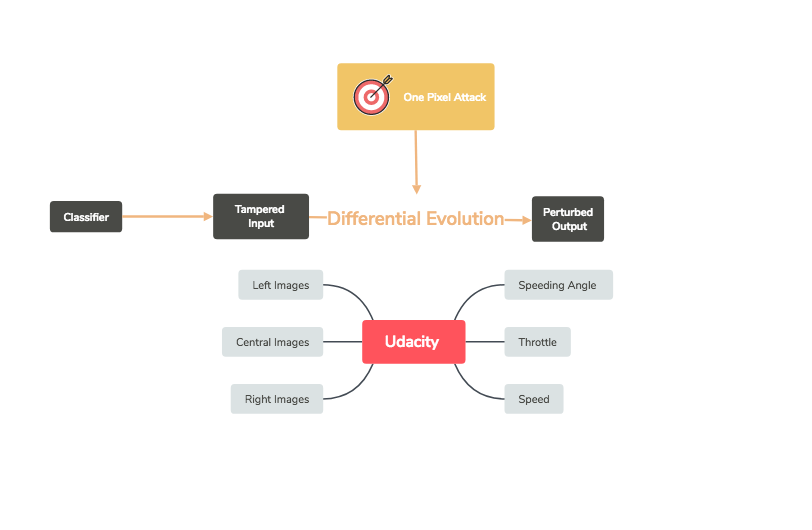 One Pixel Attack
Classifier
Tampered
Input
Differential Evolution
Perturbed
Output
Left Images
Speeding Angle
Central Images
Udacity
Throttle
Right Images
Speed